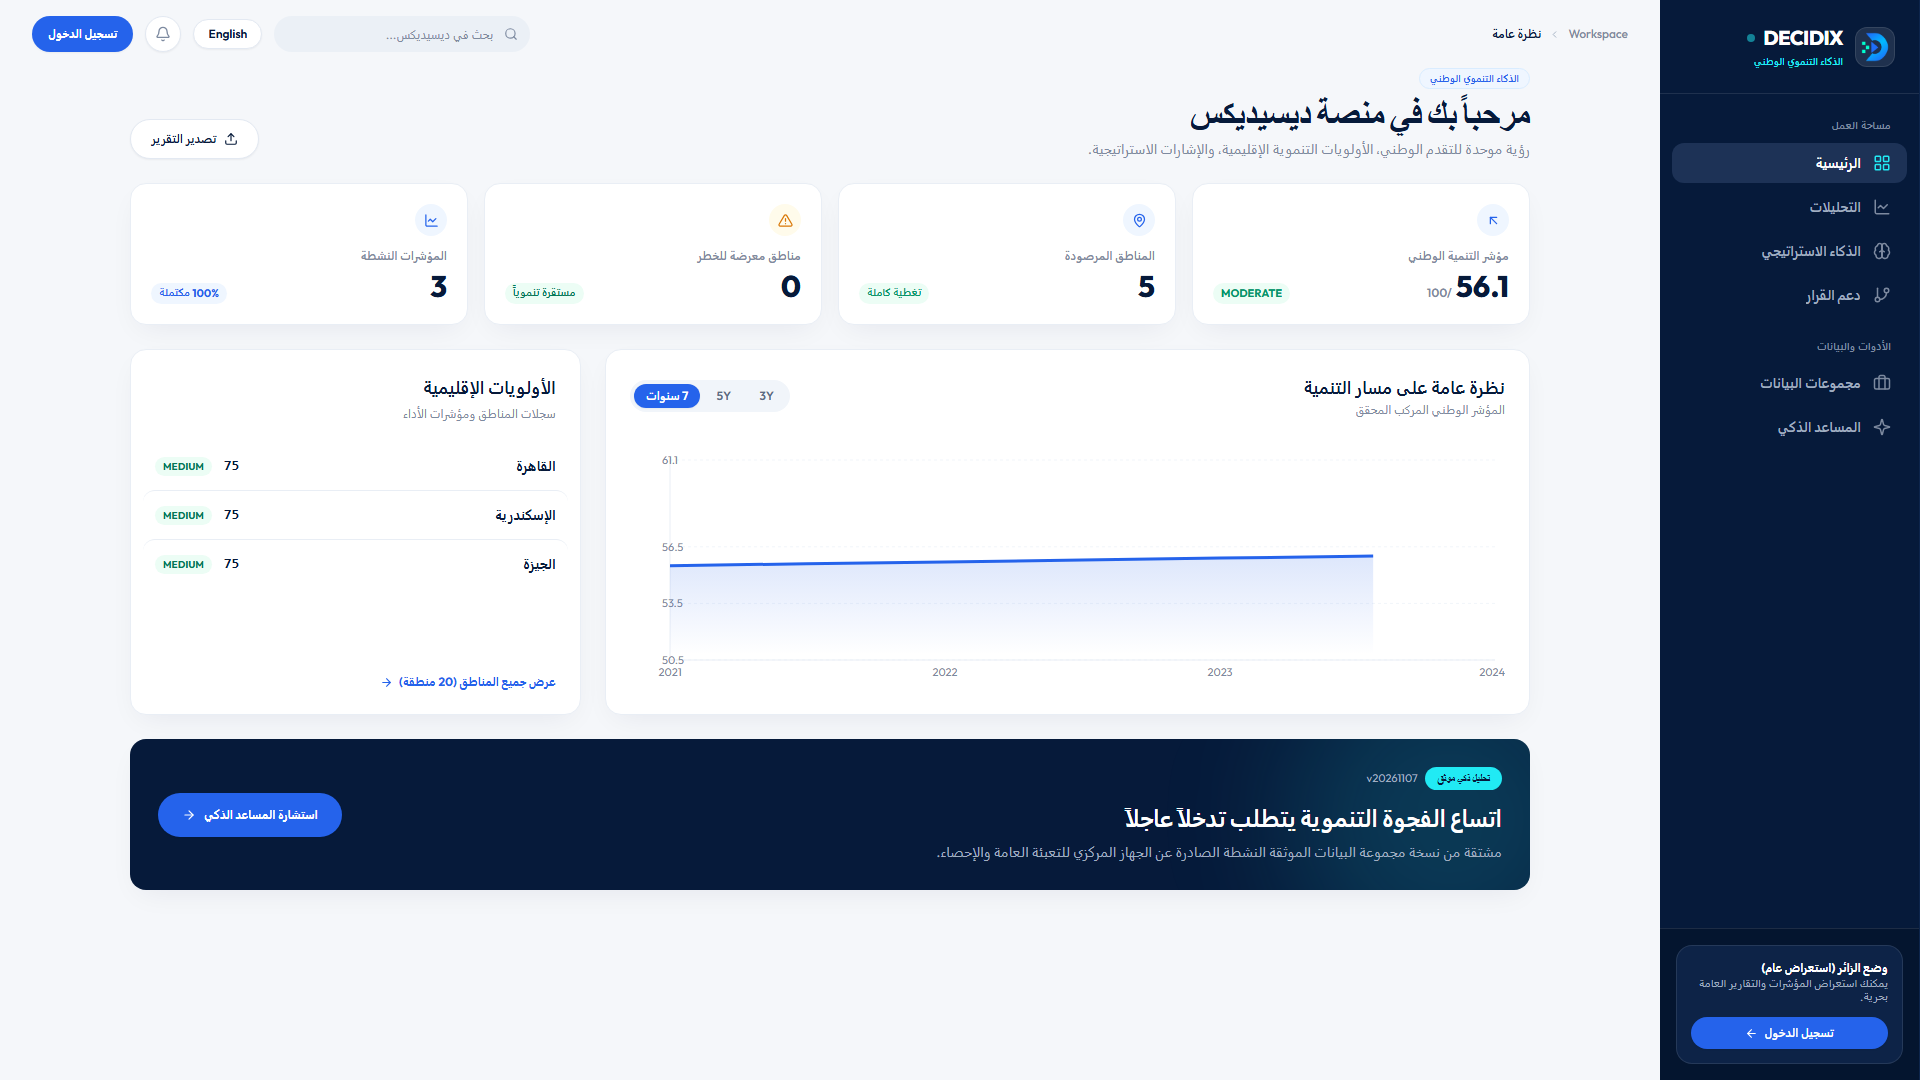 DECIDIX
الذكاء التنموي الوطني
مساحة العمل
الرئيسية
التحليلات
الذكاء الاستراتيجي
دعم القرار
الأدوات والبيانات
مجموعات البيانات
المساعد الذكي
وضع الزائر (استعراض عام)
يمكنك استعراض المؤشرات والتقارير العامة
بحرية.
تسجيل الدخول
Workspace
نظرة عامة
بحث في ديسيديكس...
English
تسجيل الدخول
الذكاء التنموي الوطني
مرحباً بك في منصة ديسيديكس
رؤية موحدة للتقدم الوطني، الأولويات التنموية الإقليمية، والإشارات الاستراتيجية.
تصدير التقرير
مؤشر التنمية الوطني
56.1 /100
MODERATE
المناطق المرصودة
5
تغطية كاملة
مناطق معرضة للخطر
0
مستقرة تنموياً
المؤشرات النشطة
3
100% مكتملة
نظرة عامة على مسار التنمية
المؤشر الوطني المركب المحقق
3Y
5Y
7 سنوات
61.1
56.5
53.5
50.5
2021
2022
2023
2024
الأولويات الإقليمية
سجلات المناطق ومؤشرات الأداء
القاهرة 75 MEDIUM
الإسكندرية 75 MEDIUM
الجيزة 75 MEDIUM
عرض جميع المناطق (20 منطقة)
تحليل ذكي موثق
v20261107
اتساع الفجوة التنموية يتطلب تدخلاً عاجلاً
مشتقة من نسخة مجموعة البيانات الموثقة النشطة الصادرة عن الجهاز المركزي للتعبئة العامة والإحصاء.
استشارة المساعد الذكي